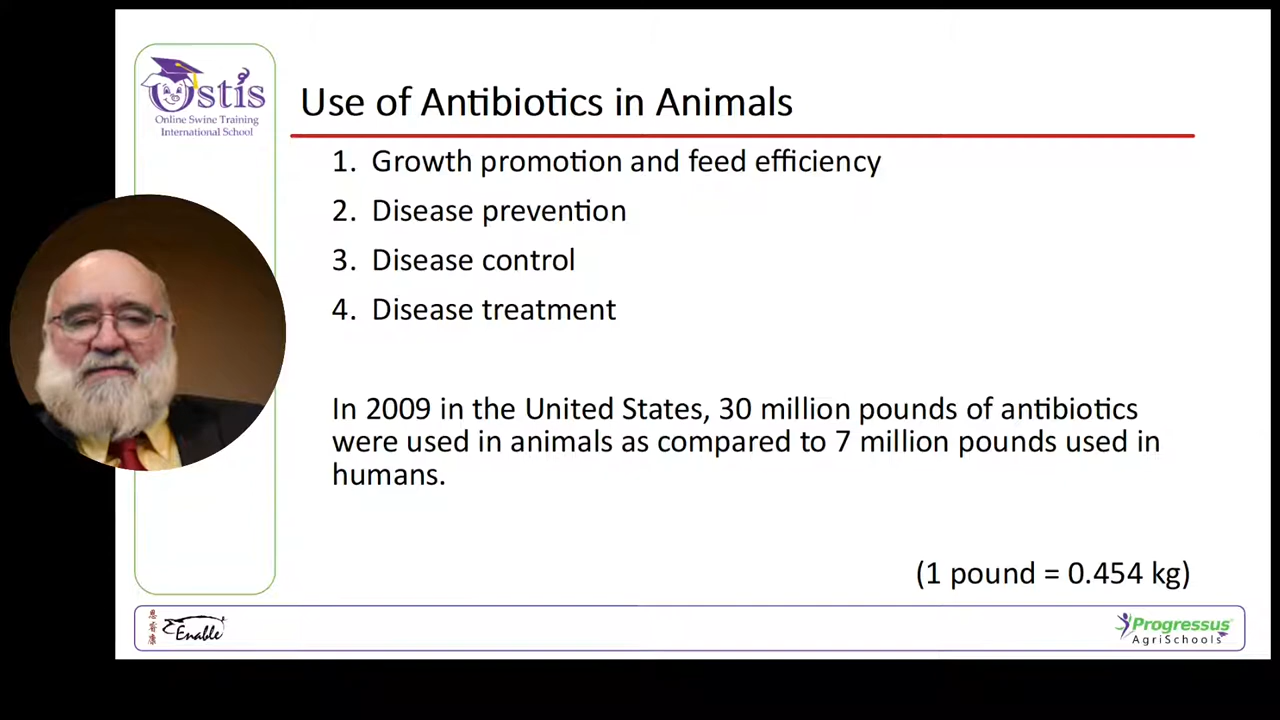 Ostis
Online Swine Training
International School
Use of Antibiotics in Animals
1. Growth promotion and feed efficiency
2. Disease prevention
3. Disease control
4. Disease treatment
In 2009 in the United States, 30 million pounds of antibiotics
were used in animals as compared to 7 million pounds used in
humans.
(1 pound = 0.454 kg)
Enable
Progressus
AgriSchools